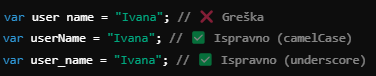 var user name = "Ivana"; // ❌ Greška
var userName = "Ivana"; // ✅ Ispravno (camelCase)
var user_name = "Ivana"; // ✅ Ispravno (underscore)